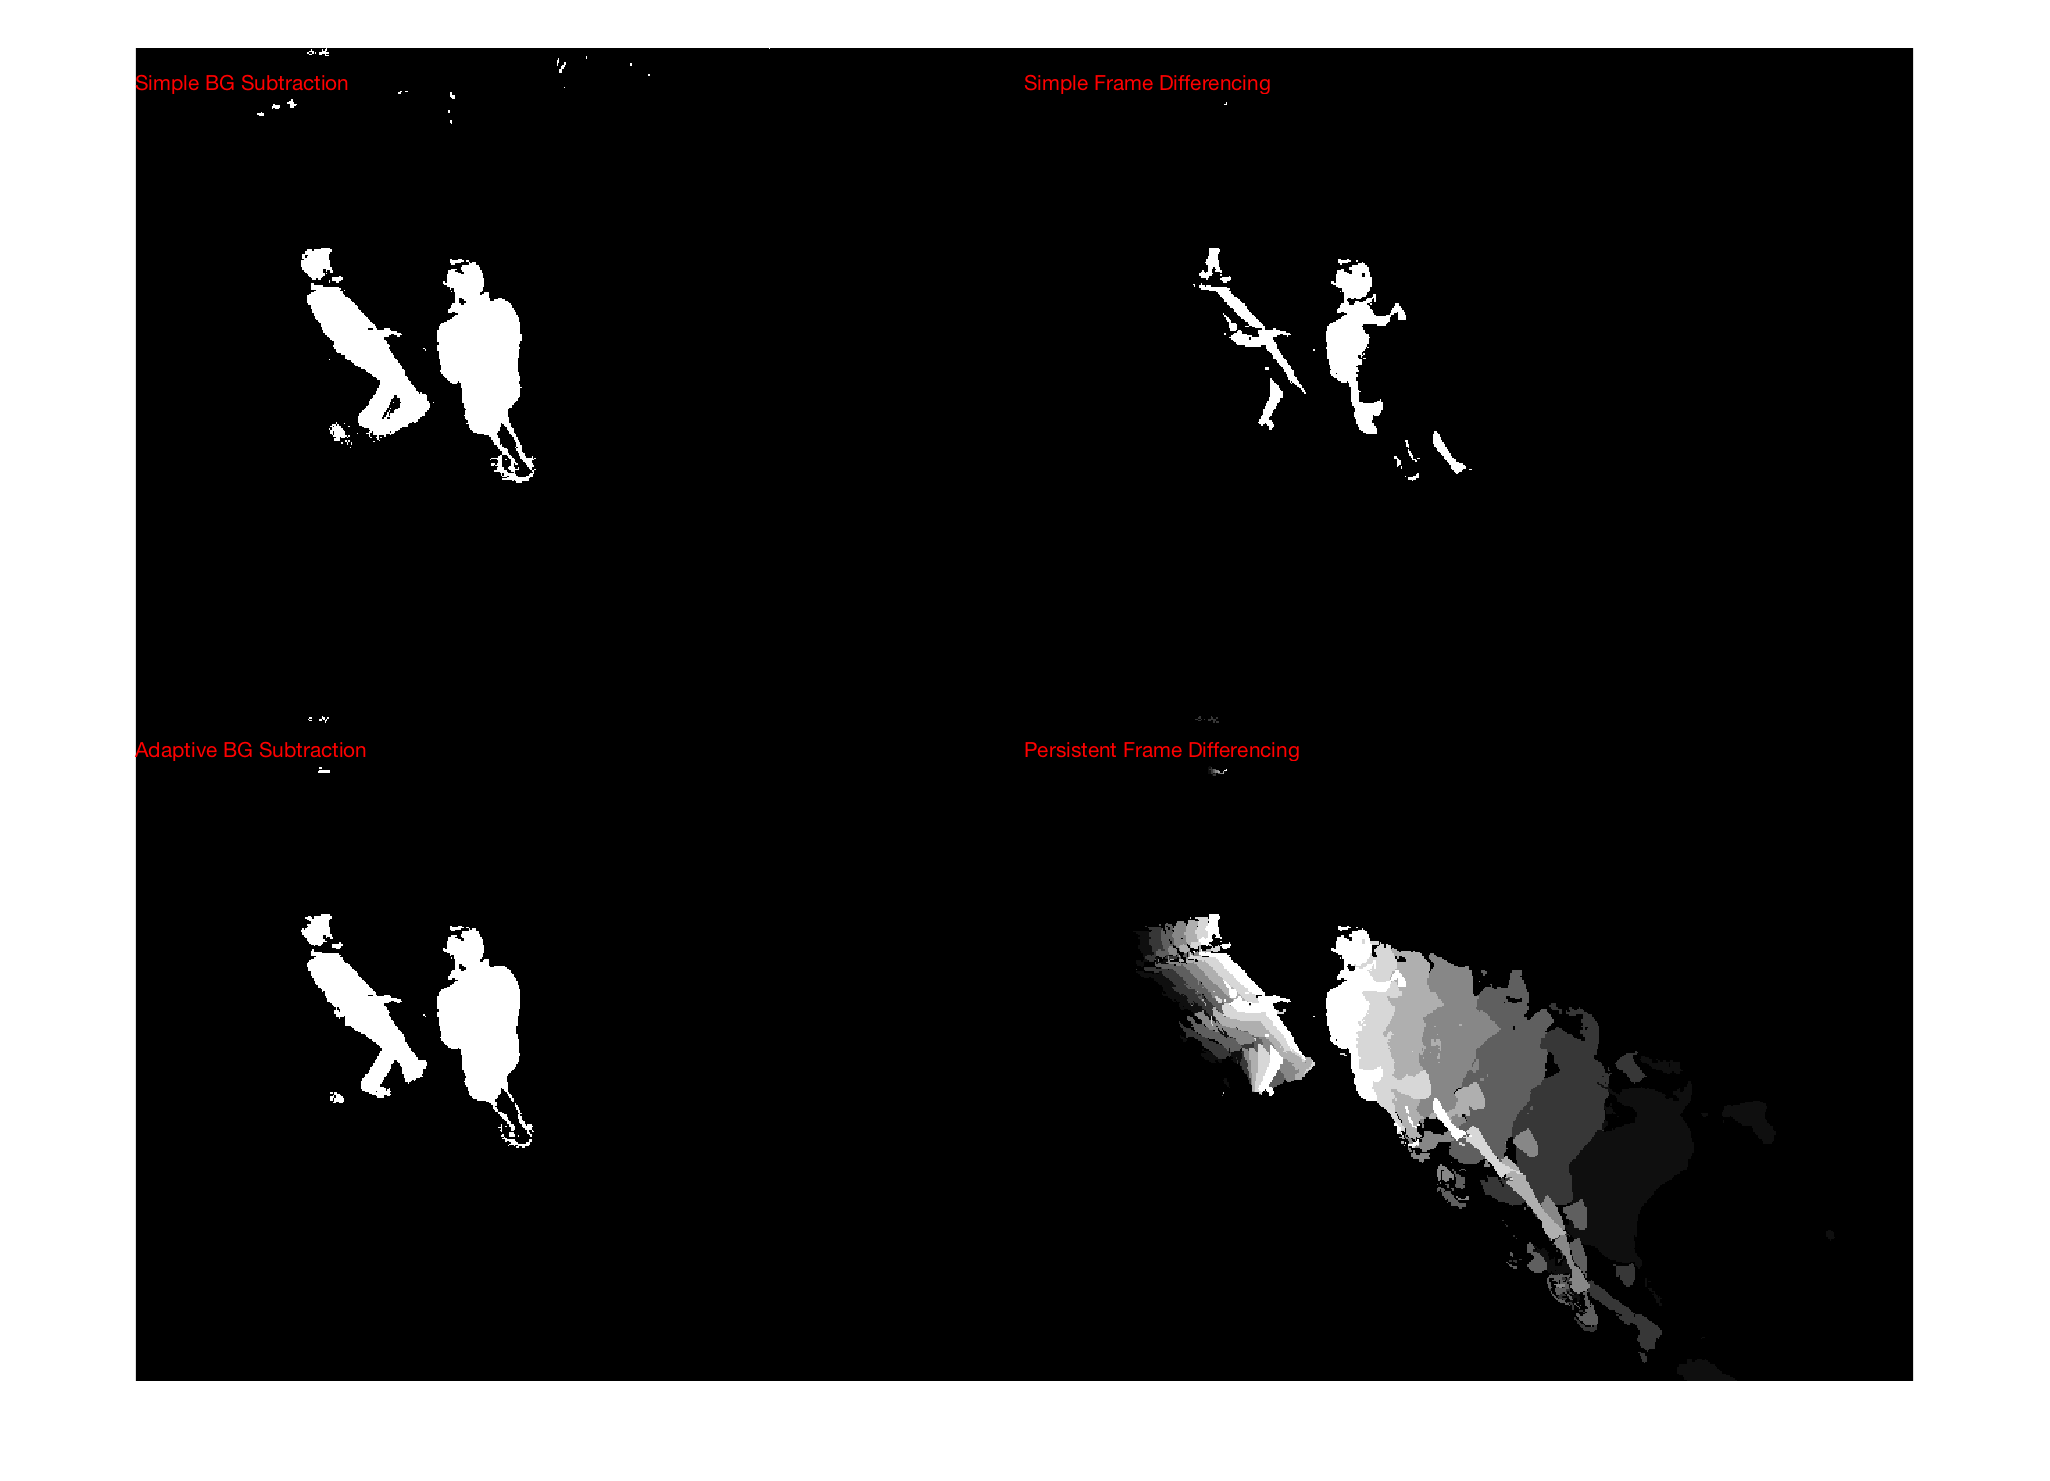 Simple BG Subtraction
Simple Frame Differencing
Adaptive BG Subtraction
Persistent Frame Differencing